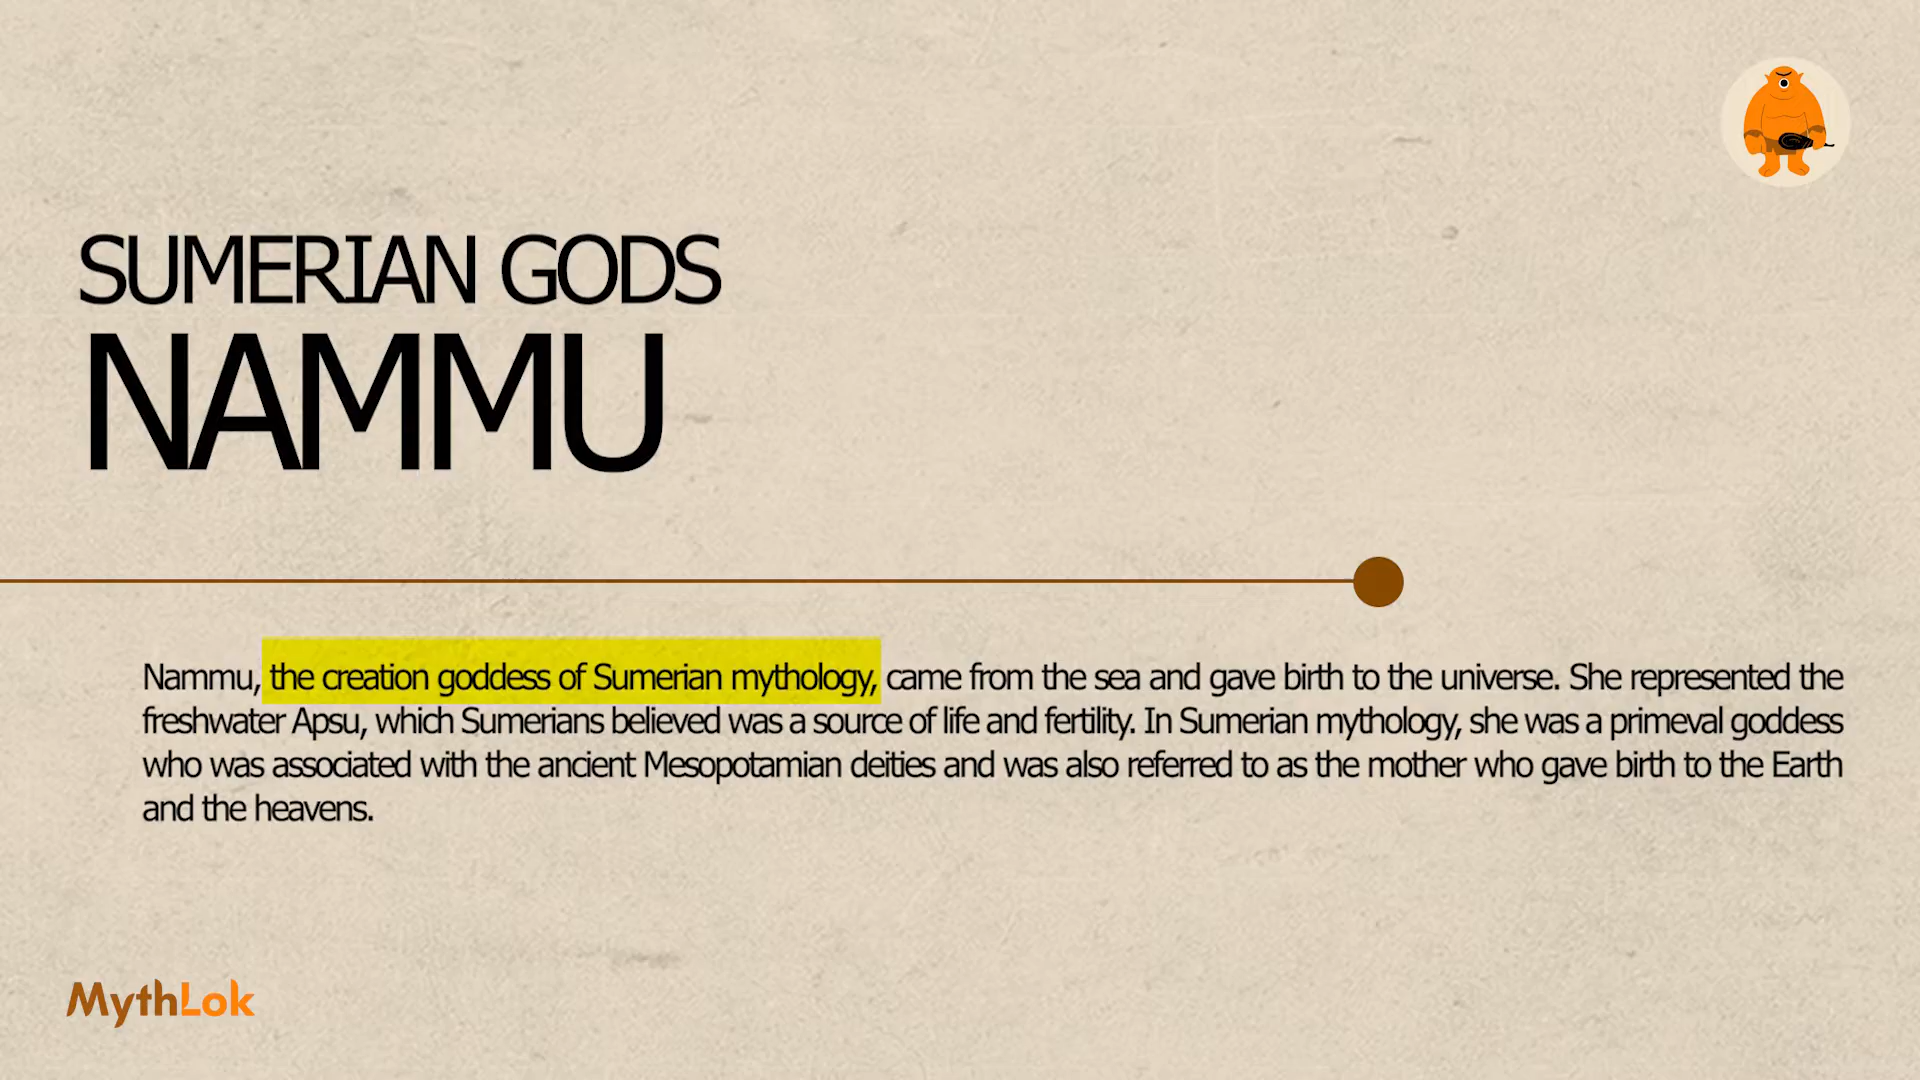 SUMERIAN GODS
NAMMU
Nammu, the creation goddess of Sumerian mythology, came from the sea and gave birth to the universe. She represented the
freshwater Apsu, which Sumerians believed was a source of life and fertility. In Sumerian mythology, she was a primeval goddess
who was associated with the ancient Mesopotamian deities and was also referred to as the mother who gave birth to the Earth
and the heavens.
MythLok